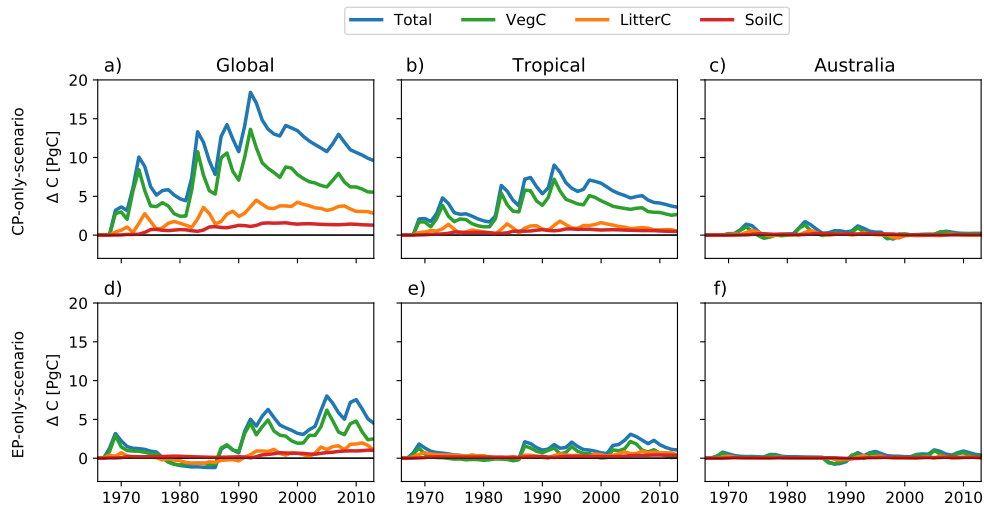 Total VegC LitterC SoilC
a) Global b) Tropical c) Australia
CP-only-scenario
Δ C [PgC]
20
15
10
5
0
d) e) f)
EP-only-scenario
Δ C [PgC]
20
15
10
5
0
1970 1980 1990 2000 2010 1970 1980 1990 2000 2010 1970 1980 1990 2000 2010